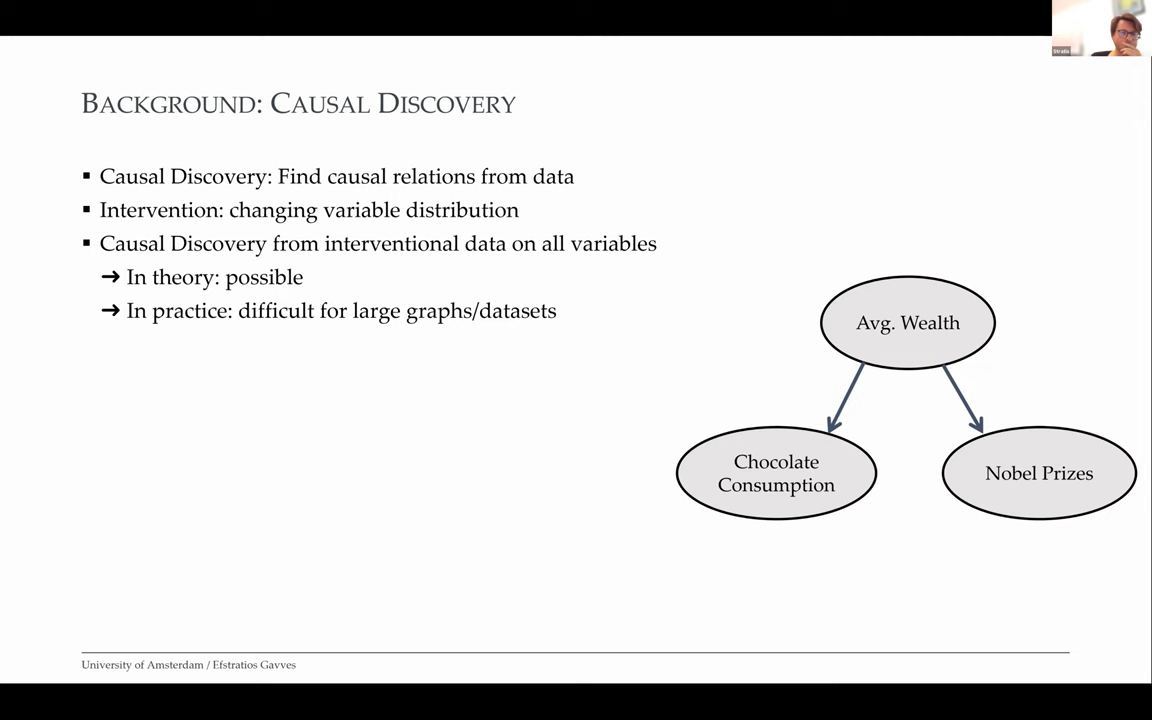 Stratis
BACKGROUND: CAUSAL DISCOVERY
▪ Causal Discovery: Find causal relations from data
▪ Intervention: changing variable distribution
▪ Causal Discovery from interventional data on all variables
➔ In theory: possible
➔ In practice: difficult for large graphs/datasets
Avg. Wealth
Chocolate
Consumption
Nobel Prizes
University of Amsterdam / Efstratios Gavves